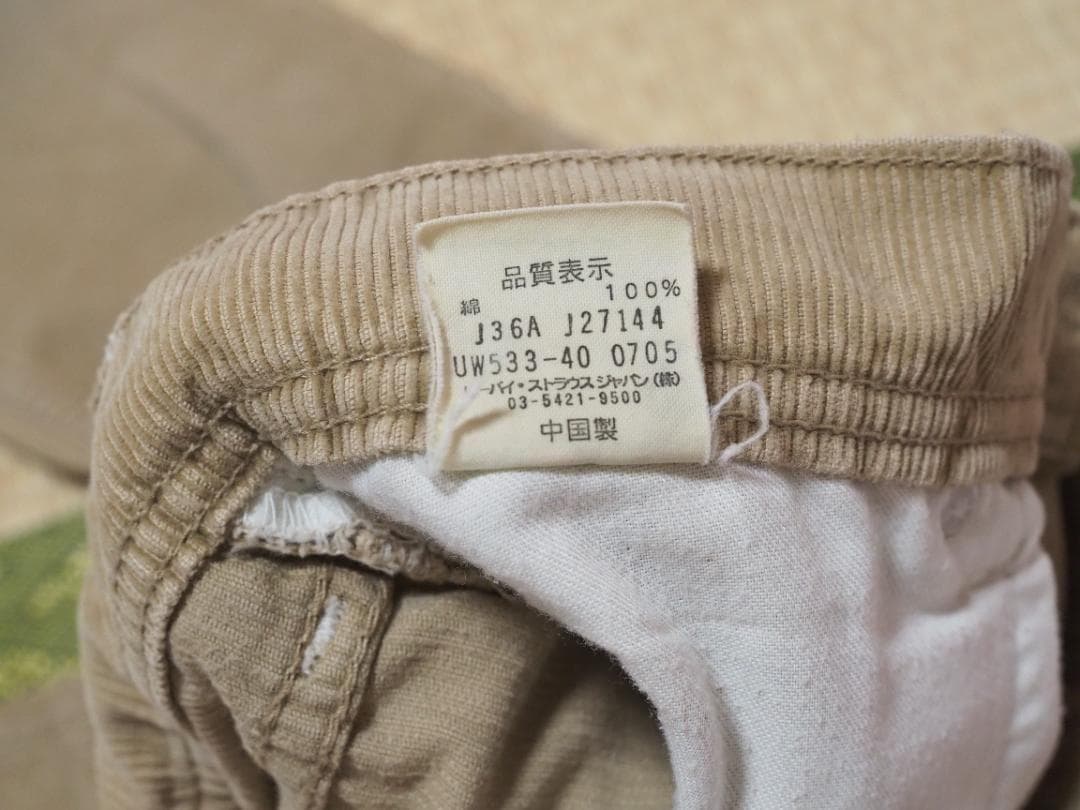 品質表示
綿 100%
J36A J27144
UW533-40 0705
ーバイ・ストラウスジャパン(株)
03-5421-9500
中国製